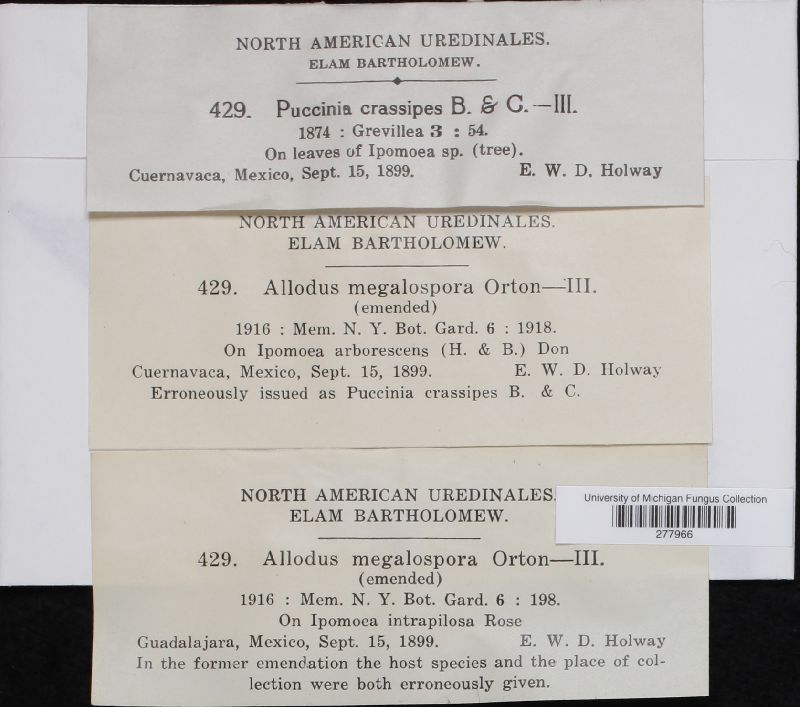 NORTH AMERICAN UREDINALES.
ELAM BARTHOLOMEW.
429. Puccinia crassipes B. & C.—III.
1874 : Grevillea 3 : 54.
On leaves of Ipomoea sp. (tree).
Cuernavaca, Mexico, Sept. 15, 1899. E. W. D. Holway
NORTH AMERICAN UREDINALES.
ELAM BARTHOLOMEW.
429. Allodus megalospora Orton—III.
(emended)
1916 : Mem. N. Y. Bot. Gard. 6 : 1918.
On Ipomoea arborescens (H. & B.) Don
Cuernavaca, Mexico, Sept. 15, 1899. E. W. D. Holway
Erroneously issued as Puccinia crassipes B. & C.
NORTH AMERICAN UREDINALES.
ELAM BARTHOLOMEW.
University of Michigan Fungus Collection
277966
429. Allodus megalospora Orton—III.
(emended)
1916 : Mem. N. Y. Bot. Gard. 6 : 198.
On Ipomoea intrapilosa Rose
Guadalajara, Mexico, Sept. 15, 1899. E. W. D. Holway
In the former emendation the host species and the place of col-
lection were both erroneously given.